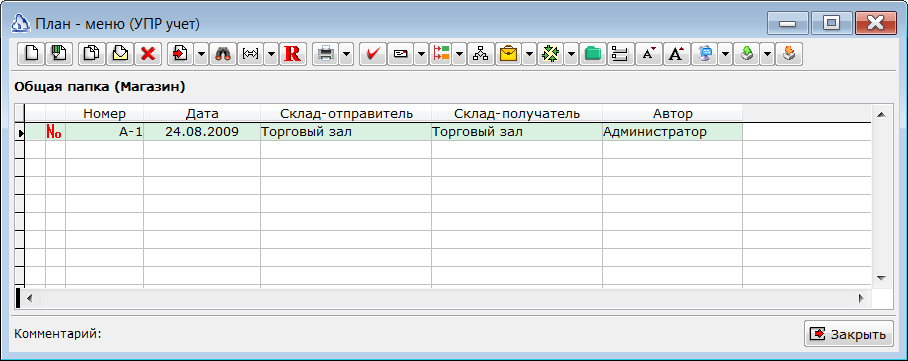 План - меню (УПР учет)
R
A A
Общая папка (Магазин)
Номер Дата Склад-отправитель Склад-получатель Автор
№ А-1 24.08.2009 Торговый зал Торговый зал Администратор
Комментарий:
Закрыть